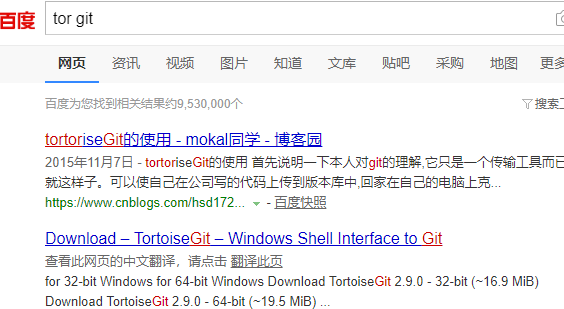 百度 tor git
网页 资讯 视频 图片 知道 文库 贴吧 采购 地图 更多
百度为您找到相关结果约9,530,000个 搜索工
tortoriseGit的使用 - mokal同学 - 博客园
2015年11月7日 - tortoriseGit的使用 首先说明一下本人对git的理解,它只是一个传输工具而已
就这样子。可以使自己在公司写的代码上传到版本库中,回家在自己的电脑上克...
https://www.cnblogs.com/hsd172... - 百度快照
Download – TortoiseGit – Windows Shell Interface to Git
查看此网页的中文翻译，请点击 翻译此页
for 32-bit Windows for 64-bit Windows Download TortoiseGit 2.9.0 - 32-bit (~16.9 MiB)
Download TortoiseGit 2.9.0 - 64-bit (~19.5 MiB) ...